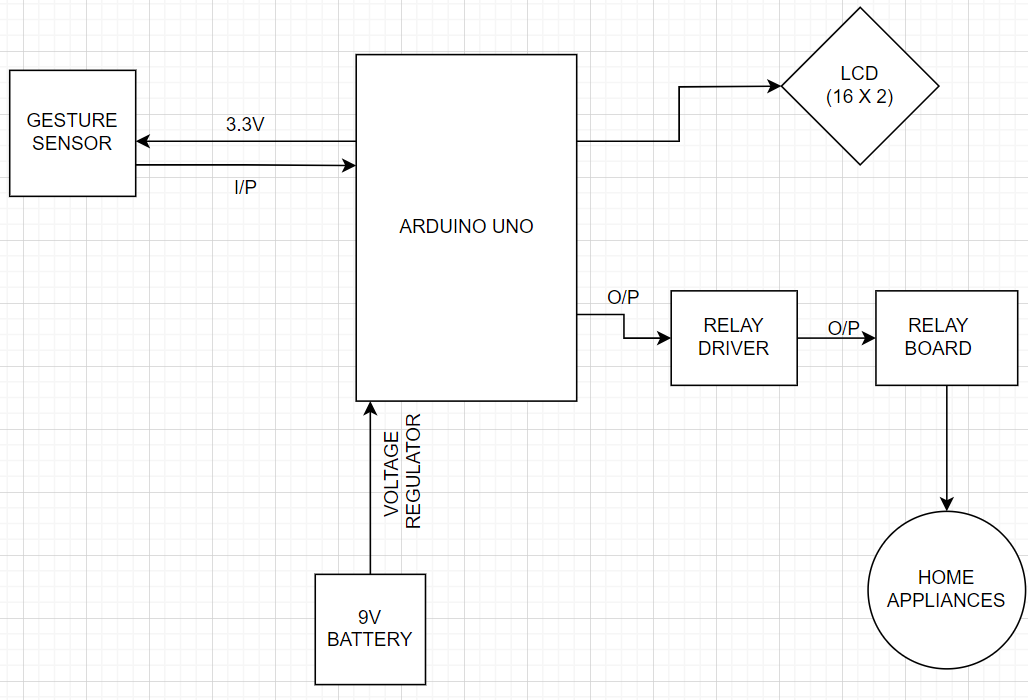 GESTURE
SENSOR
3.3V
I/P
ARDUINO UNO
LCD
(16 X 2)
O/P
RELAY
DRIVER
O/P
RELAY
BOARD
VOLTAGE
REGULATOR
9V
BATTERY
HOME
APPLIANCES